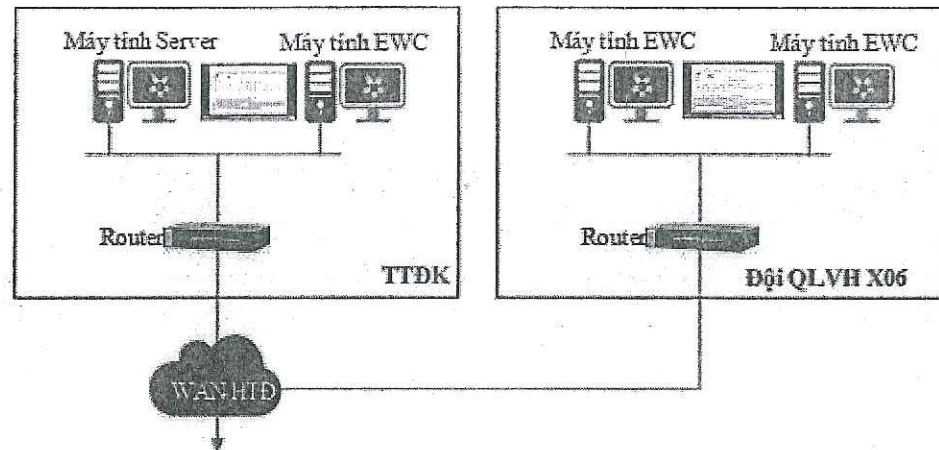 Máy tính Server
Máy tính EWC
Máy tính EWC
Máy tính EWC
Router
Router
TTĐK
Đội QLVH X06
WAN HTĐ